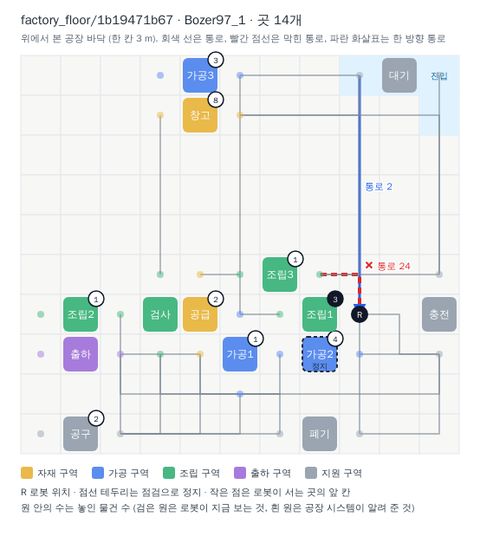 factory_floor/1b19471b67 · Bozer97_1 · 곳 14개
위에서 본 공장 바닥 (한 칸 3 m). 회색 선은 통로, 빨간 점선은 막힌 통로, 파란 화살표는 한 방향 통로
가공3 3
대기
진입
창고 8
통로 2
조립3 1
✕ 통로 24
조립2 1
검사
공급 2
조립1 3
R
충전
출하
가공1 1
가공2 4
정지
공구 2
폐기
자재 구역 가공 구역 조립 구역 출하 구역 지원 구역
R 로봇 위치 · 점선 테두리는 점검으로 정지 · 작은 점은 로봇이 서는 곳의 앞 칸
원 안의 수는 놓인 물건 수 (검은 원은 로봇이 지금 보는 것, 흰 원은 공장 시스템이 알려 준 것)